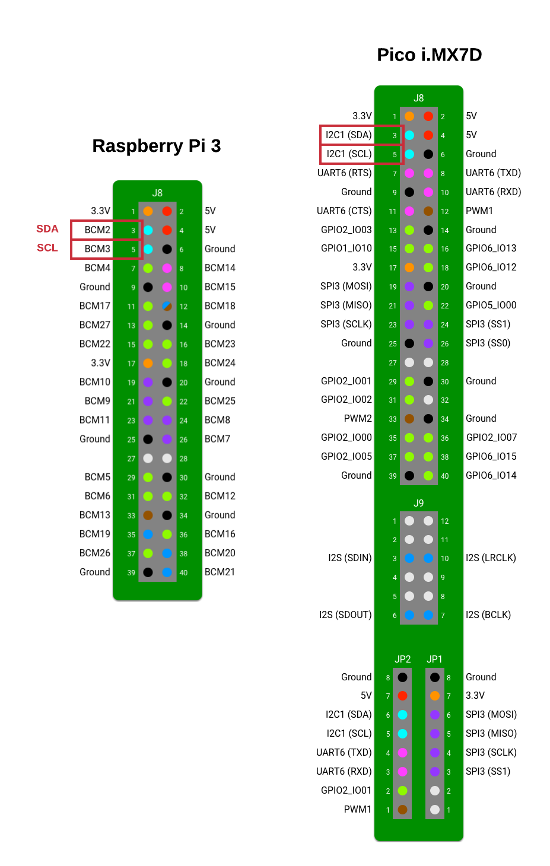 Pico i.MX7D
J8
3.3V 1 2 5V
I2C1 (SDA) 3 4 5V
I2C1 (SCL) 5 6 Ground
UART6 (RTS) 7 8 UART6 (TXD)
Ground 9 10 UART6 (RXD)
UART6 (CTS) 11 12 PWM1
GPIO2_IO03 13 14 Ground
GPIO1_IO10 15 16 GPIO6_IO13
3.3V 17 18 GPIO6_IO12
SPI3 (MOSI) 19 20 Ground
SPI3 (MISO) 21 22 GPIO5_IO00
SPI3 (SCLK) 23 24 SPI3 (SS1)
Ground 25 26 SPI3 (SS0)
27 28
GPIO2_IO01 29 30 Ground
GPIO2_IO02 31 32
PWM2 33 34 Ground
GPIO2_IO00 35 36 GPIO2_IO07
GPIO2_IO05 37 38 GPIO6_IO15
Ground 39 40 GPIO6_IO14
J9
1 12
2 11
I2S (SDIN) 3 10 I2S (LRCLK)
4 9
5 8
I2S (SDOUT) 6 7 I2S (BCLK)
JP2 JP1
Ground 8 8 Ground
5V 7 7 3.3V
I2C1 (SDA) 6 6 SPI3 (MOSI)
I2C1 (SCL) 5 5 SPI3 (MISO)
UART6 (TXD) 4 4 SPI3 (SCLK)
UART6 (RXD) 3 3 SPI3 (SS1)
GPIO2_IO01 2 2
PWM1 1 1
Raspberry Pi 3
J8
3.3V 1 2 5V
SDA BCM2 3 4 5V
SCL BCM3 5 6 Ground
BCM4 7 8 BCM14
Ground 9 10 BCM15
BCM17 11 12 BCM18
BCM27 13 14 Ground
BCM22 15 16 BCM23
3.3V 17 18 BCM24
BCM10 19 20 Ground
BCM9 21 22 BCM25
BCM11 23 24 BCM8
Ground 25 26 BCM7
27 28
BCM5 29 30 Ground
BCM6 31 32 BCM12
BCM13 33 34 Ground
BCM19 35 36 BCM16
BCM26 37 38 BCM20
Ground 39 40 BCM21